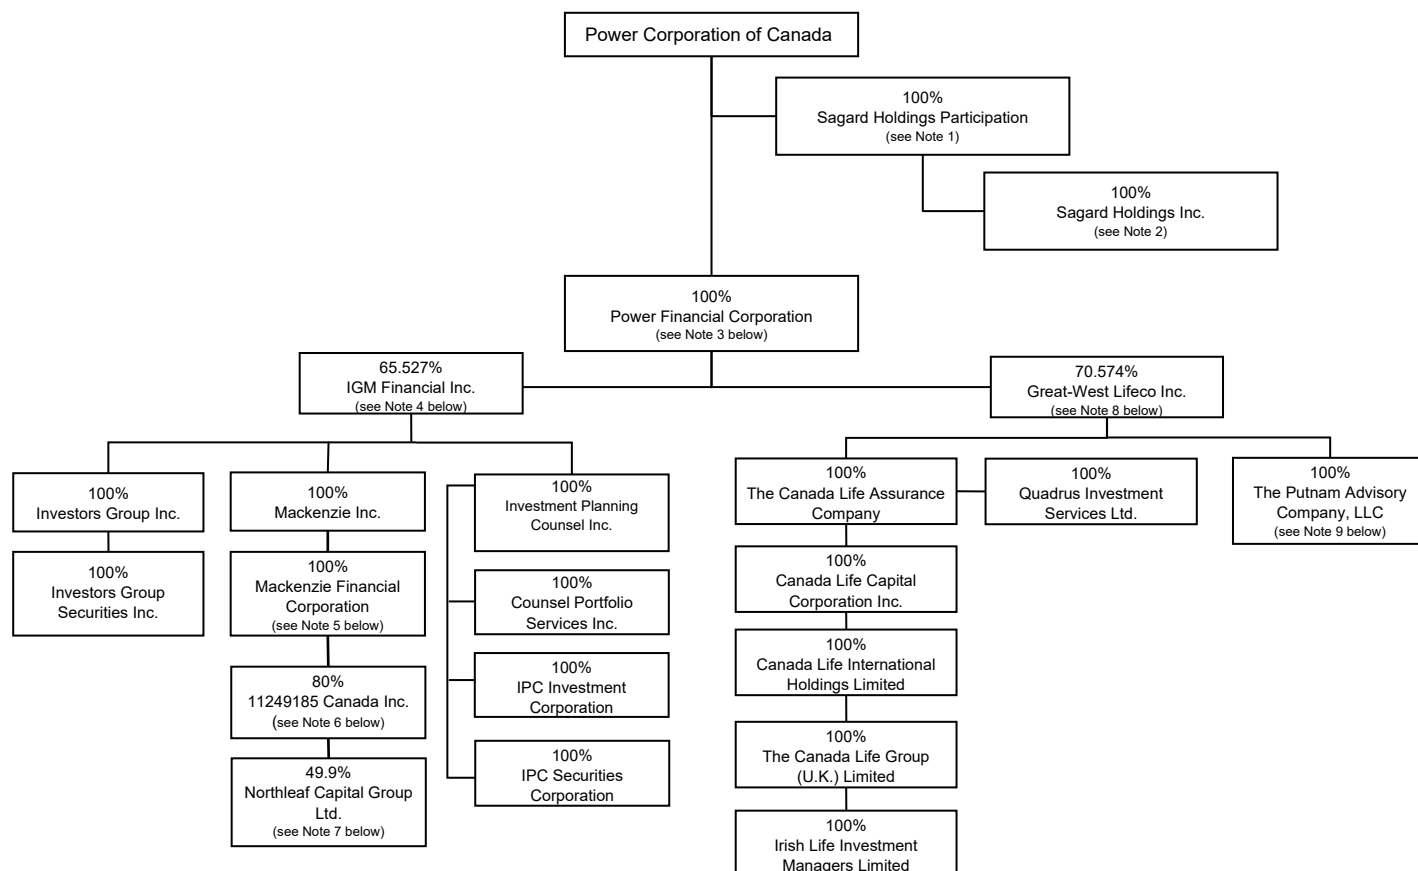 Power Corporation of Canada
100%
Sagard Holdings Participation
(see Note 1)
100%
Sagard Holdings Inc.
(see Note 2)
100%
Power Financial Corporation
(see Note 3 below)
65.527%
IGM Financial Inc.
(see Note 4 below)
70.574%
Great-West Lifeco Inc.
(see Note 8 below)
100%
Investors Group Inc.
100%
Investors Group
Securities Inc.
100%
Mackenzie Inc.
100%
Mackenzie Financial
Corporation
(see Note 5 below)
80%
11249185 Canada Inc.
(see Note 6 below)
49.9%
Northleaf Capital Group
Ltd.
(see Note 7 below)
100%
Investment Planning
Counsel Inc.
100%
Counsel Portfolio
Services Inc.
100%
IPC Investment
Corporation
100%
IPC Securities
Corporation
100%
The Canada Life Assurance
Company
100%
Quadrus Investment
Services Ltd.
100%
The Putnam Advisory
Company, LLC
(see Note 9 below)
100%
Canada Life Capital
Corporation Inc.
100%
Canada Life International
Holdings Limited
100%
The Canada Life Group
(U.K.) Limited
100%
Irish Life Investment
Managers Limited